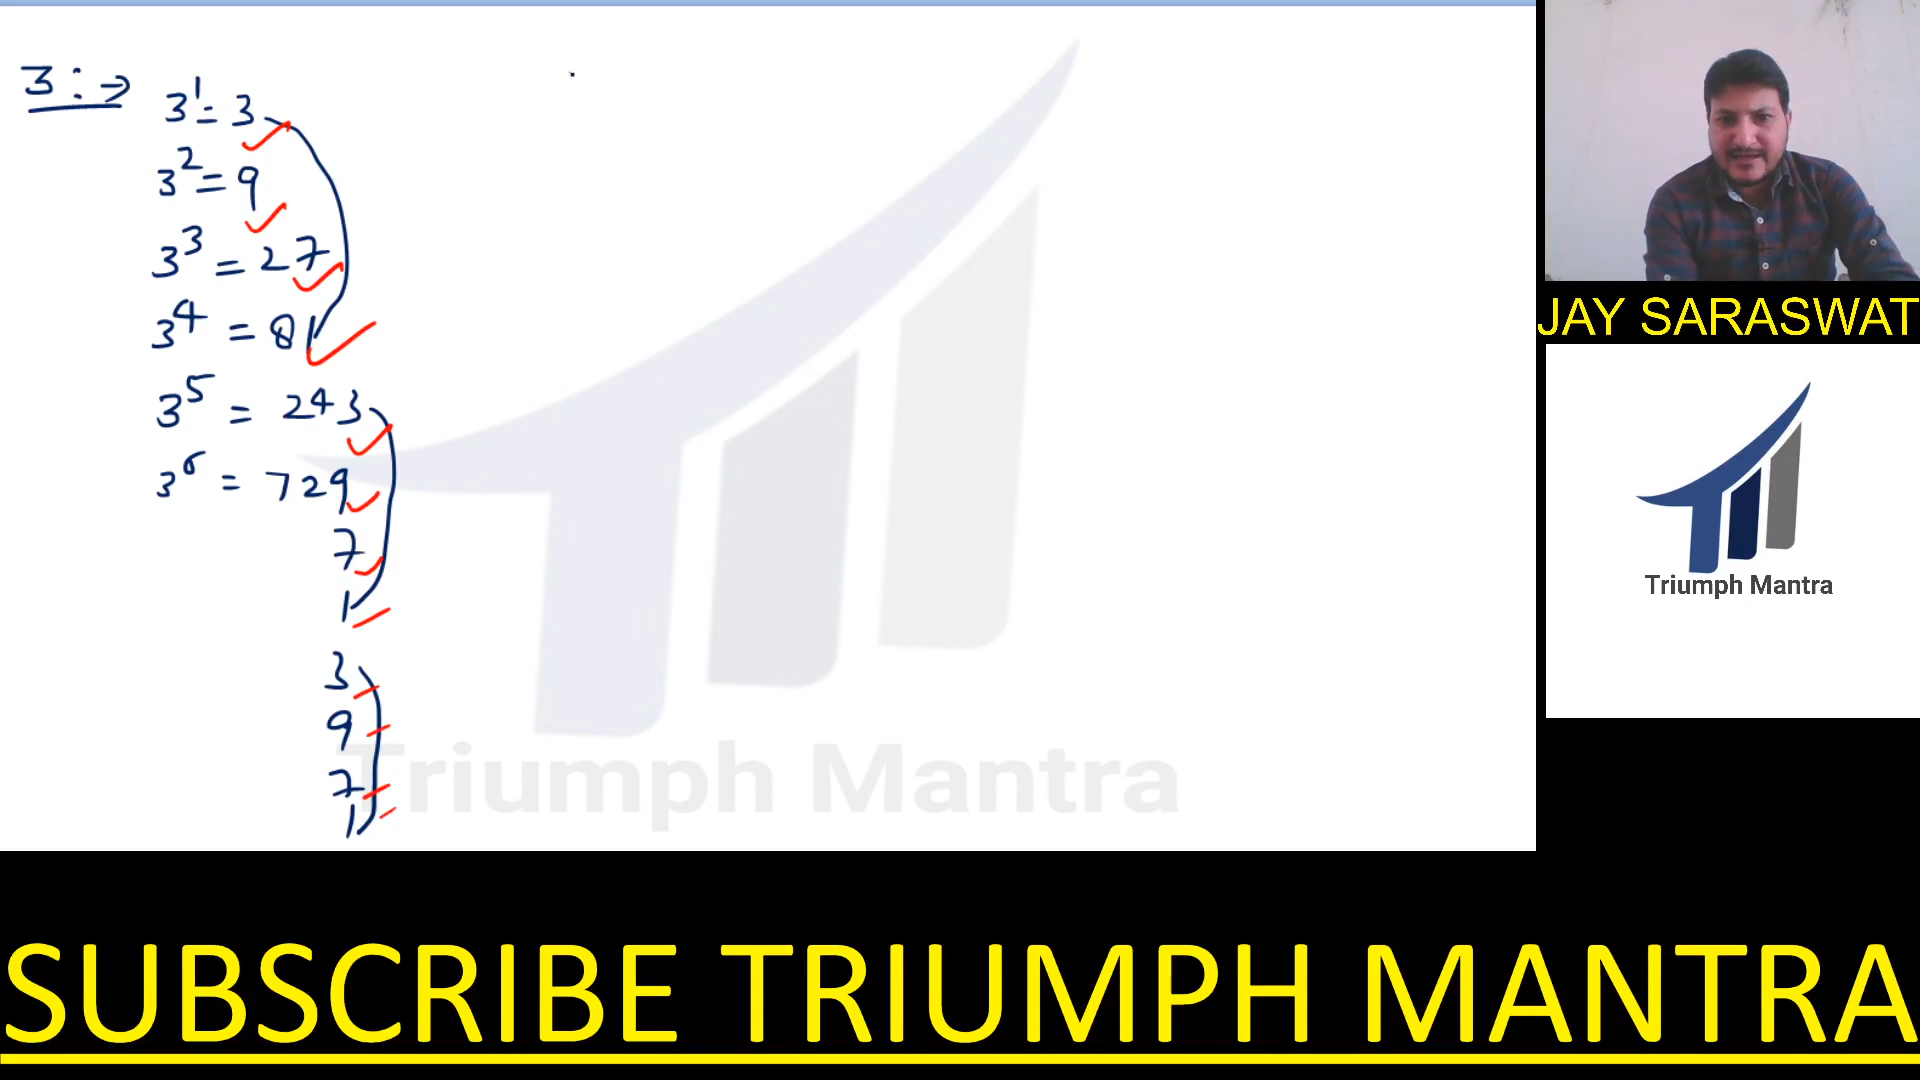 3 : →
3¹ = 3
3² = 9
3³ = 27
3⁴ = 81
3⁵ = 243
3⁶ = 729
7
1
3
9
7
1
Triumph Mantra
JAY SARASWAT
Triumph Mantra
SUBSCRIBE TRIUMPH MANTRA